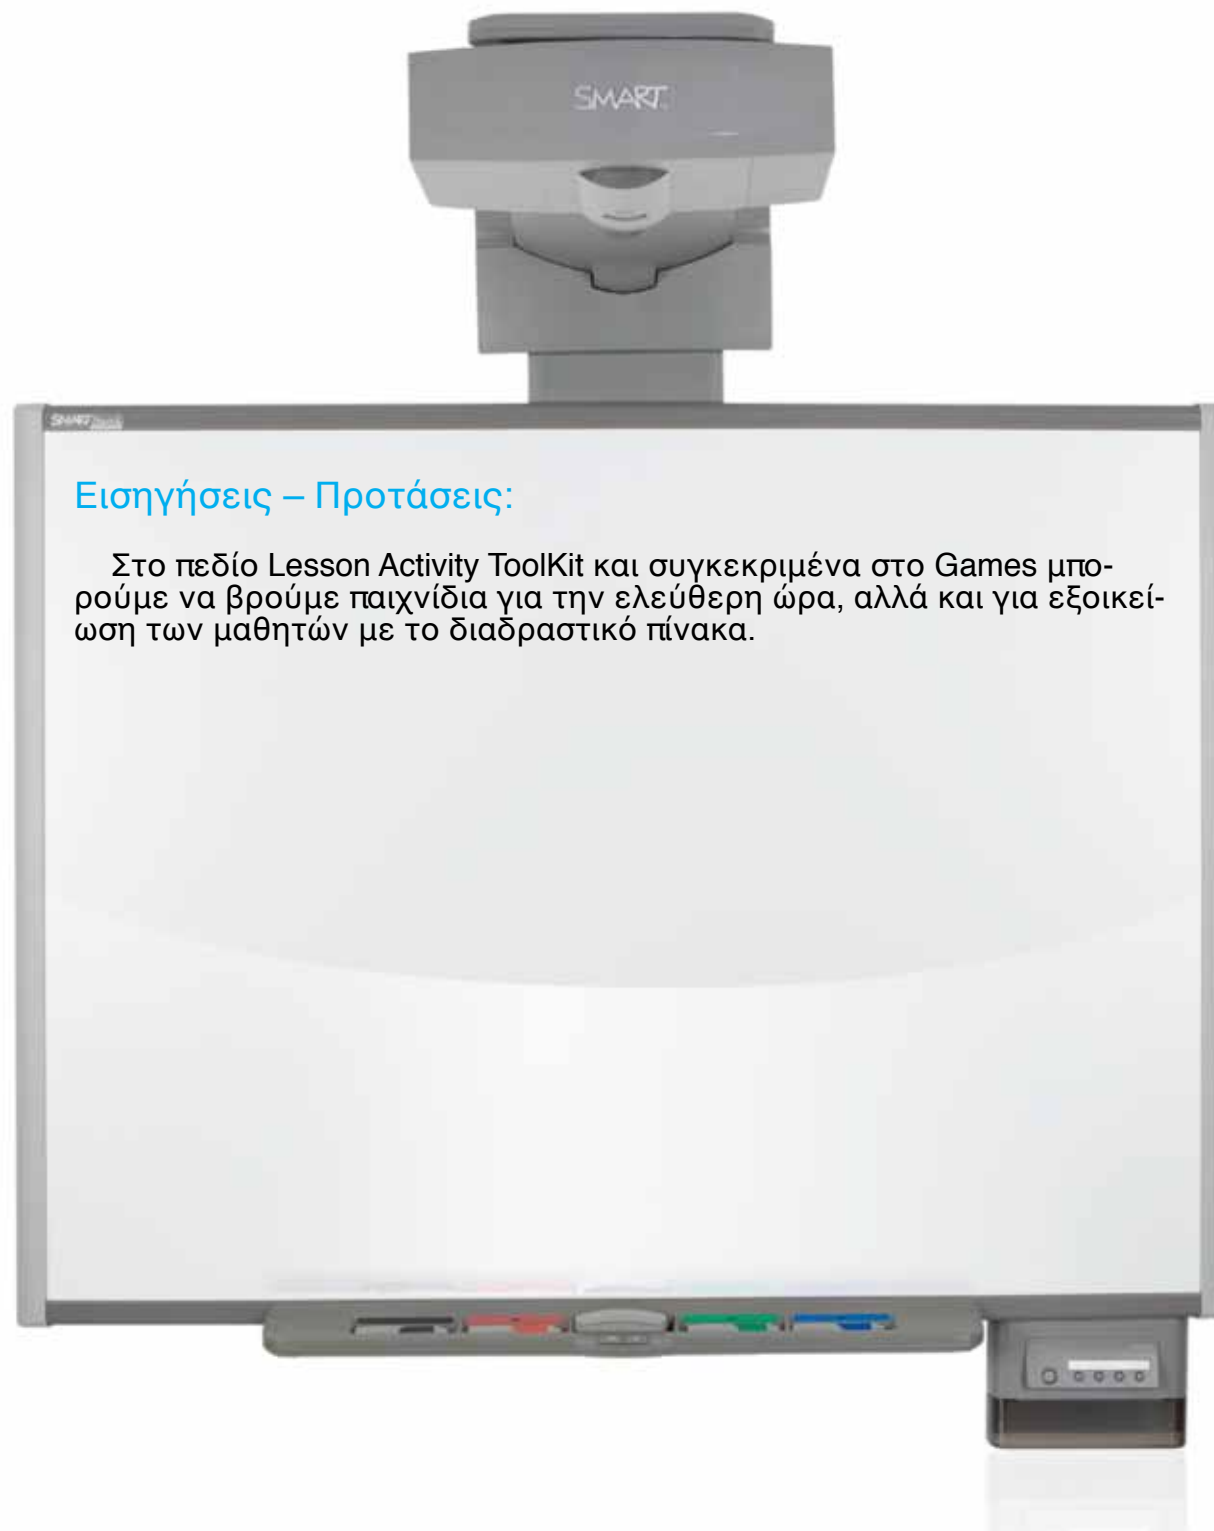 SMART
SMART
Εισηγήσεις – Προτάσεις:
Στο πεδίο Lesson Activity ToolKit και συγκεκριμένα στο Games μπο-
ρούμε να βρούμε παιχνίδια για την ελεύθερη ώρα, αλλά και για εξοικεί-
ωση των μαθητών με το διαδραστικό πίνακα.